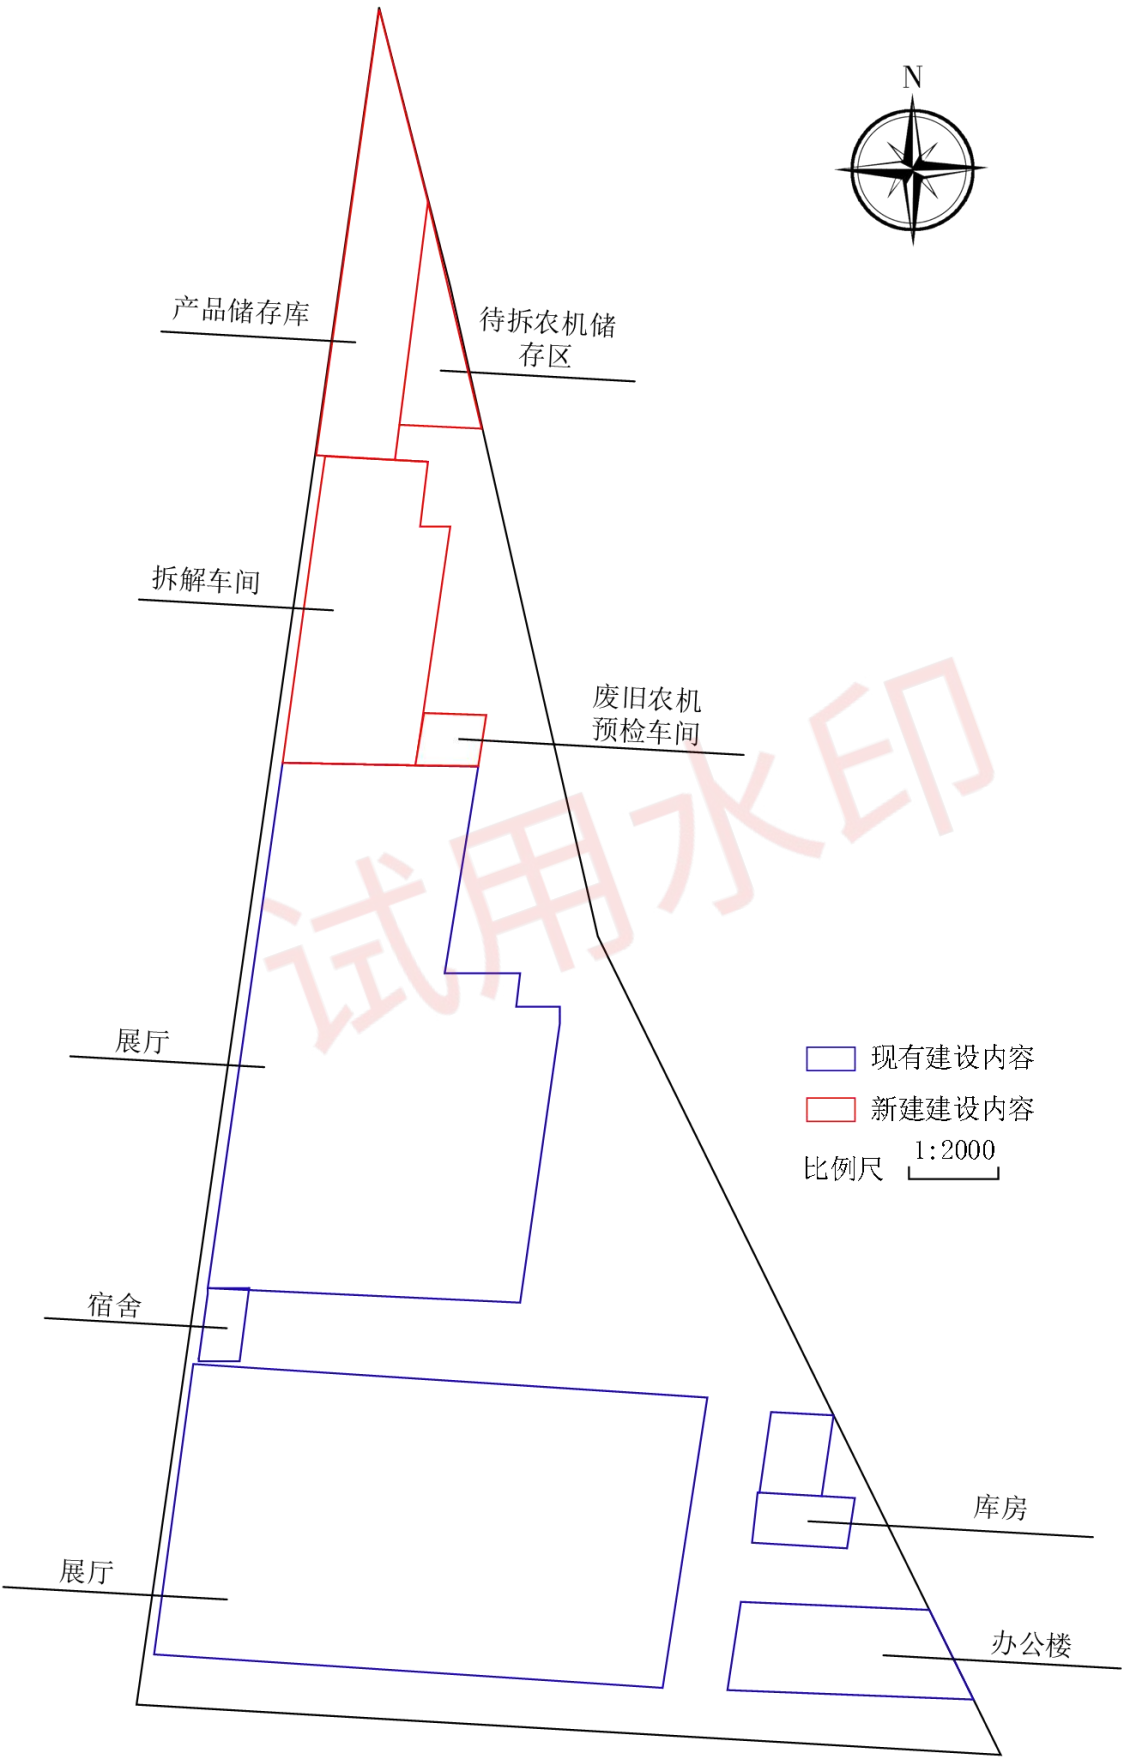 N
产品储存库
待拆农机储
存区
拆解车间
废旧农机
预检车间
试用水印
展厅
现有建设内容
新建建设内容
比例尺 1:2000
宿舍
库房
展厅
办公楼